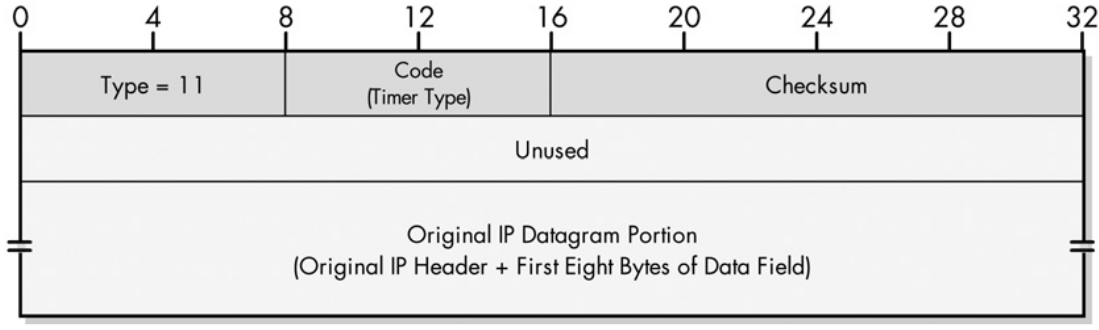 0 4 8 12 16 20 24 28 32
Type = 11
Code
(Timer Type)
Checksum
Unused
Original IP Datagram Portion
(Original IP Header + First Eight Bytes of Data Field)